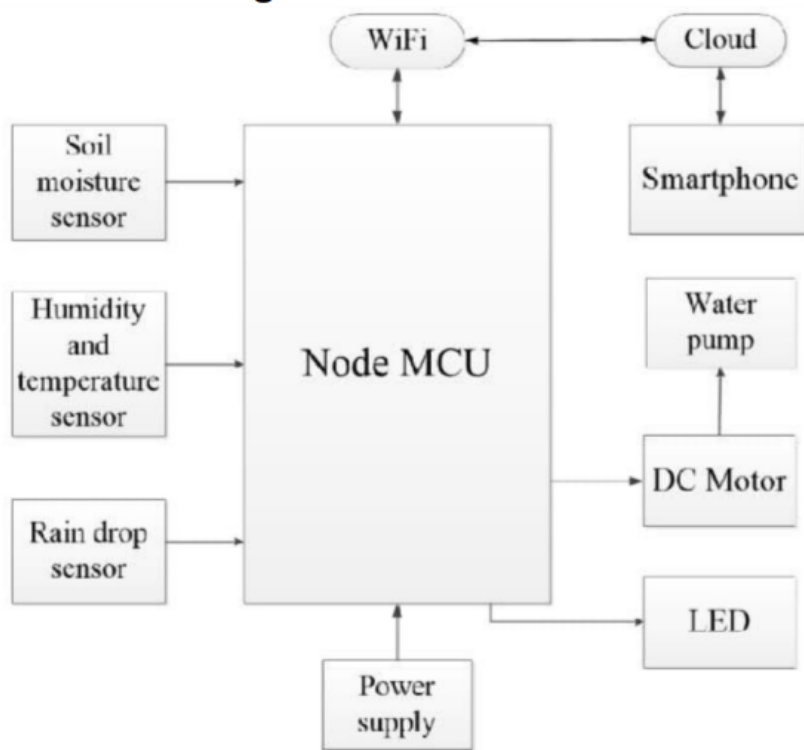 WiFi
Cloud
Soil
moisture
sensor
Smartphone
Humidity
and
temperature
sensor
Node MCU
Water
pump
DC Motor
Rain drop
sensor
LED
Power
supply